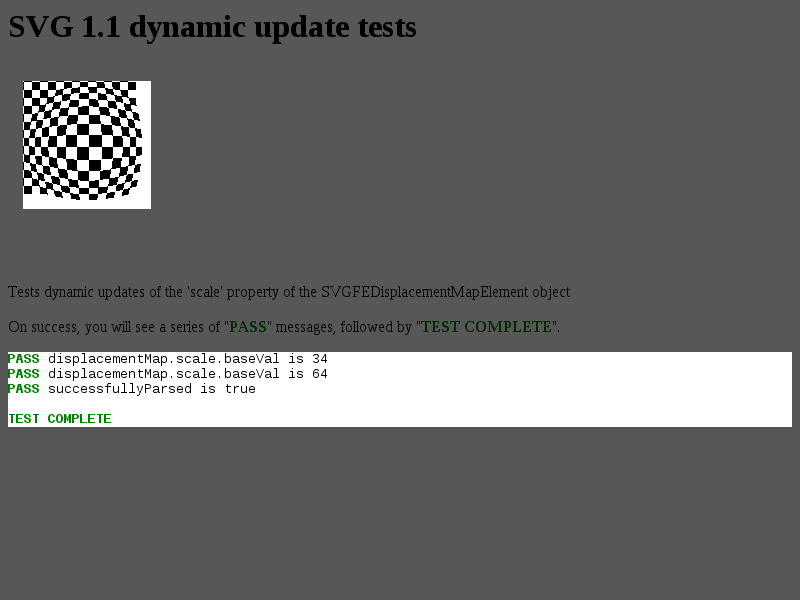 SVG 1.1 dynamic update tests
Tests dynamic updates of the 'scale' property of the SVGFEDisplacementMapElement object
On success, you will see a series of "PASS" messages, followed by "TEST COMPLETE".
PASS displacementMap.scale.baseVal is 34
PASS displacementMap.scale.baseVal is 64
PASS successfullyParsed is true
TEST COMPLETE